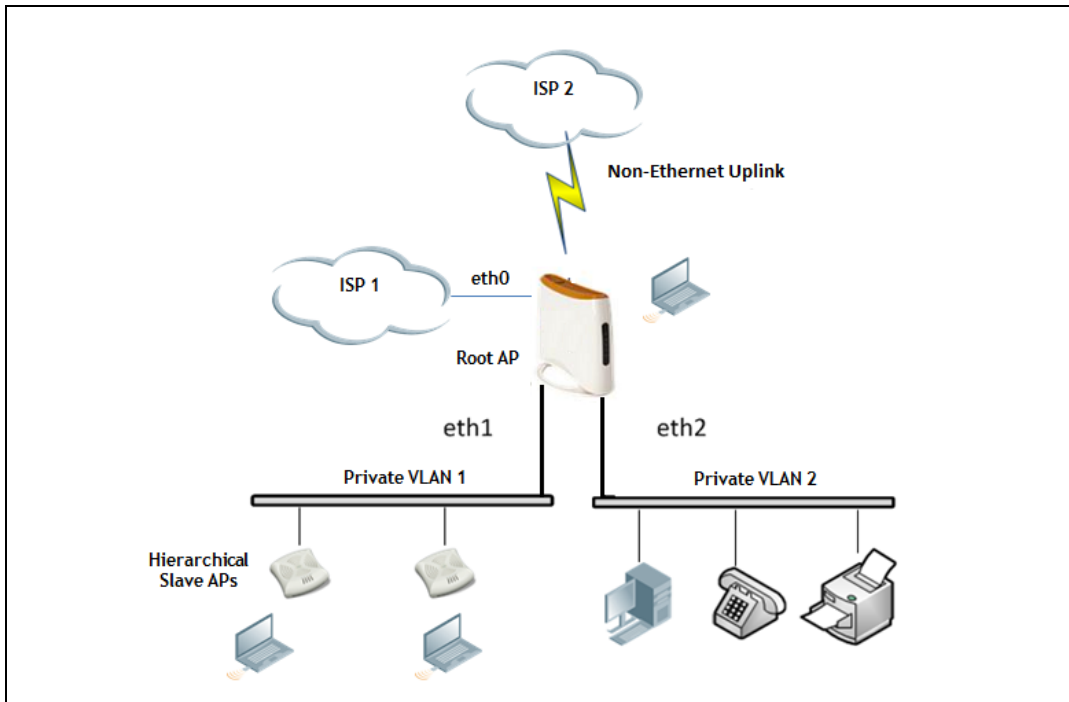 ISP 2
Non-Ethernet Uplink
ISP 1
eth0
Root AP
eth1
eth2
Private VLAN 1
Private VLAN 2
Hierarchical
Slave APs